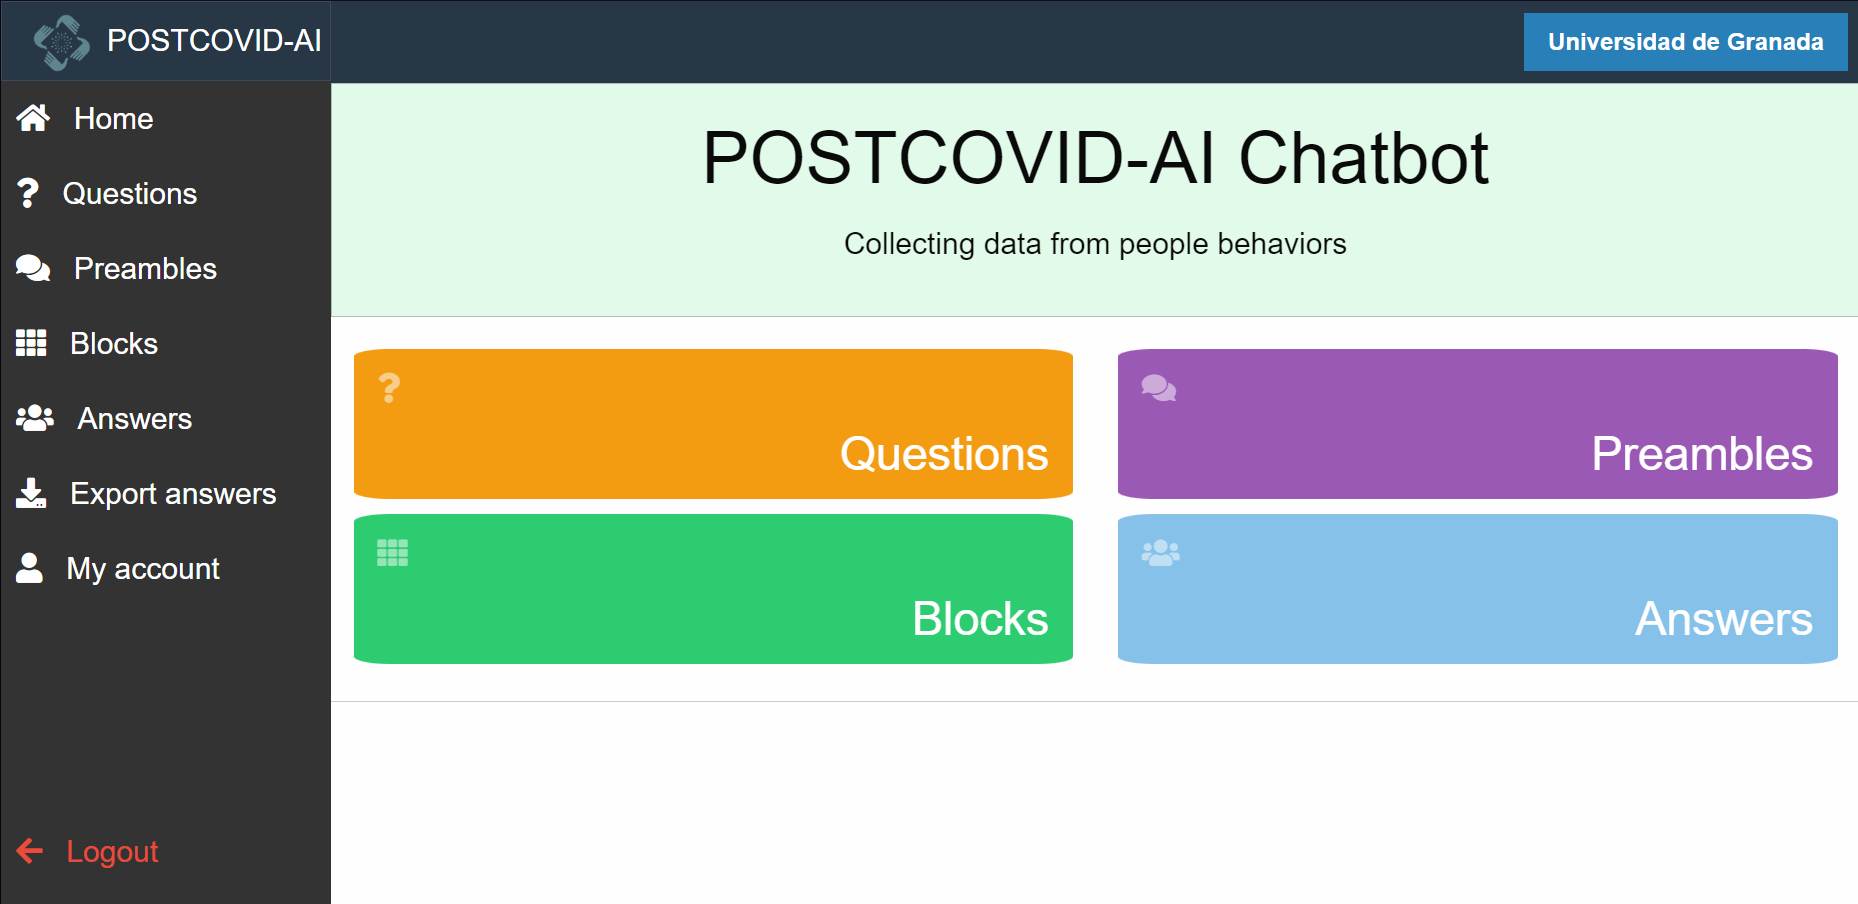 POSTCOVID-AI
Universidad de Granada
Home
Questions
Preambles
Blocks
Answers
Export answers
My account
Logout
POSTCOVID-AI Chatbot
Collecting data from people behaviors
Questions
Preambles
Blocks
Answers